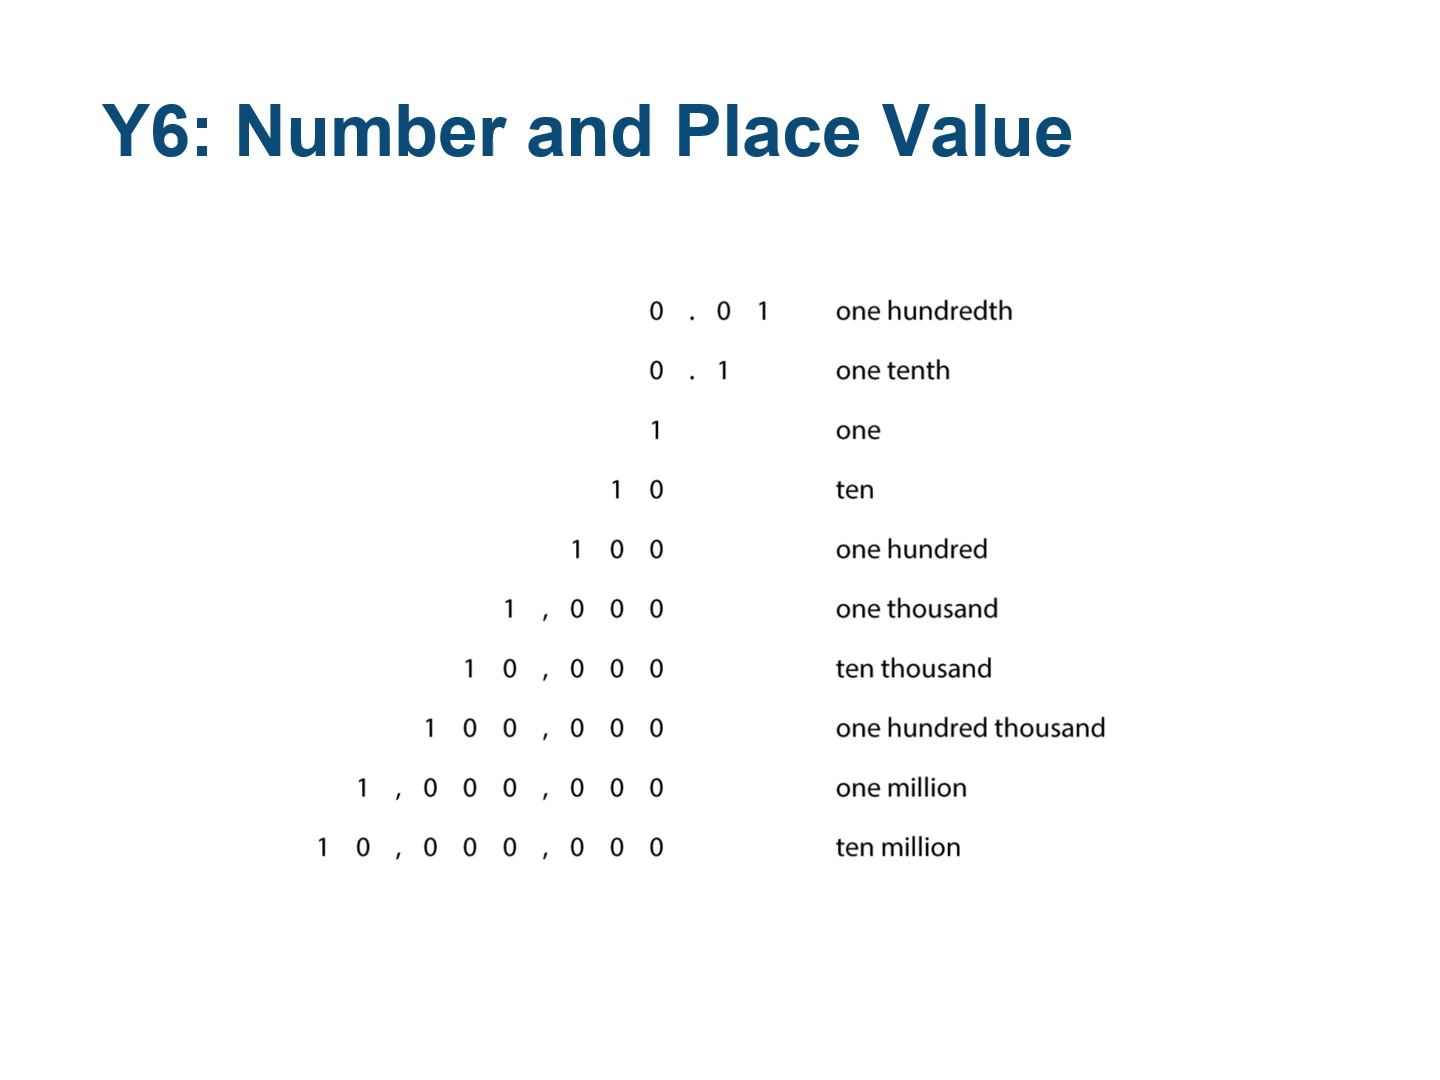 Y6: Number and Place Value
0 . 0 1 one hundredth
0 . 1 one tenth
1 one
1 0 ten
1 0 0 one hundred
1 , 0 0 0 one thousand
1 0 , 0 0 0 ten thousand
1 0 0 , 0 0 0 one hundred thousand
1 , 0 0 0 , 0 0 0 one million
1 0 , 0 0 0 , 0 0 0 ten million